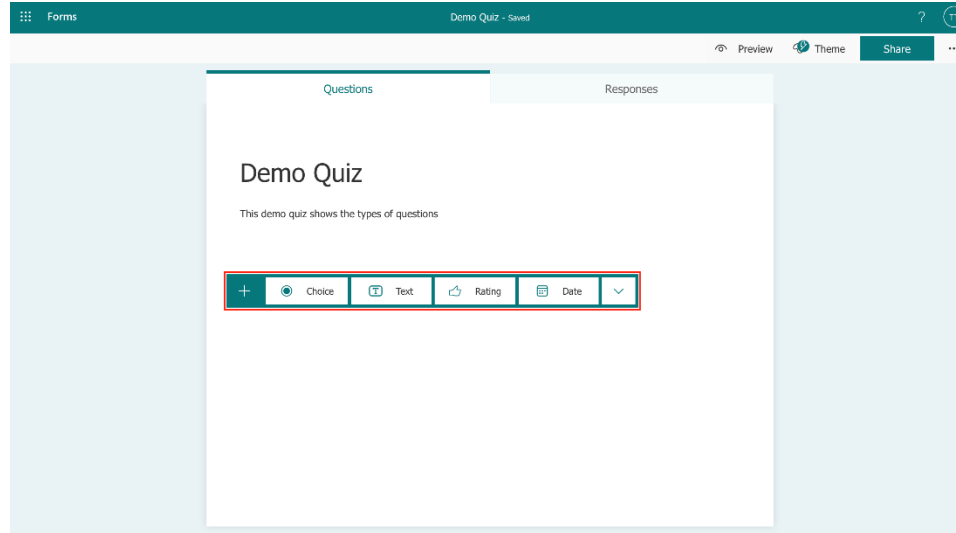 Forms
Demo Quiz - Saved
?
Preview
Theme
Share
Questions
Responses
Demo Quiz
This demo quiz shows the types of questions
Choice
Text
Rating
Date